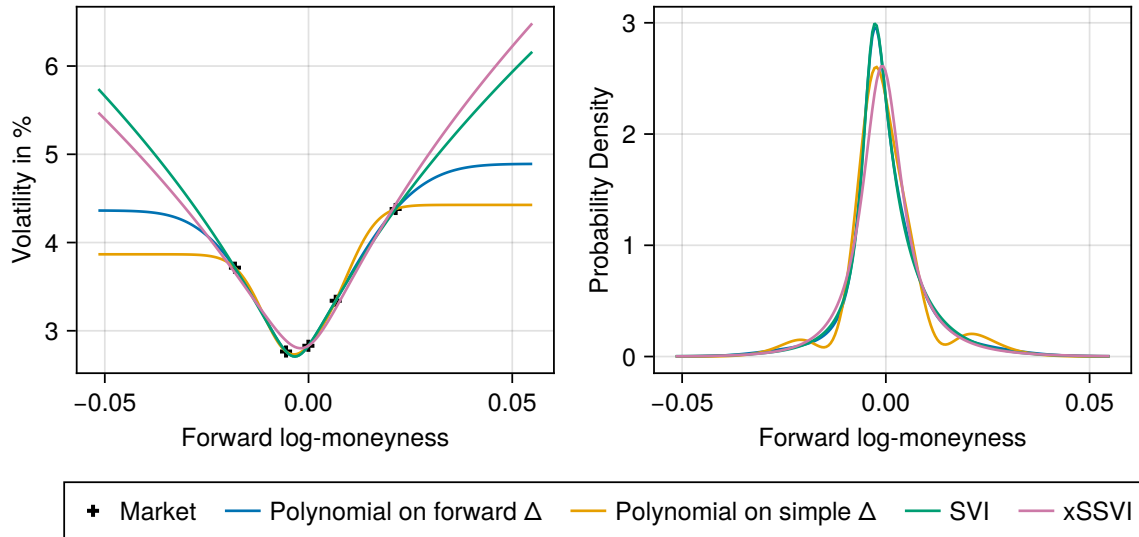 Volatility in %
6
5
4
3
−0.05
0.00
0.05
Forward log-moneyness
Probability Density
3
2
1
0
−0.05
0.00
0.05
Forward log-moneyness
Market
Polynomial on forward Δ
Polynomial on simple Δ
SVI
xSSVI